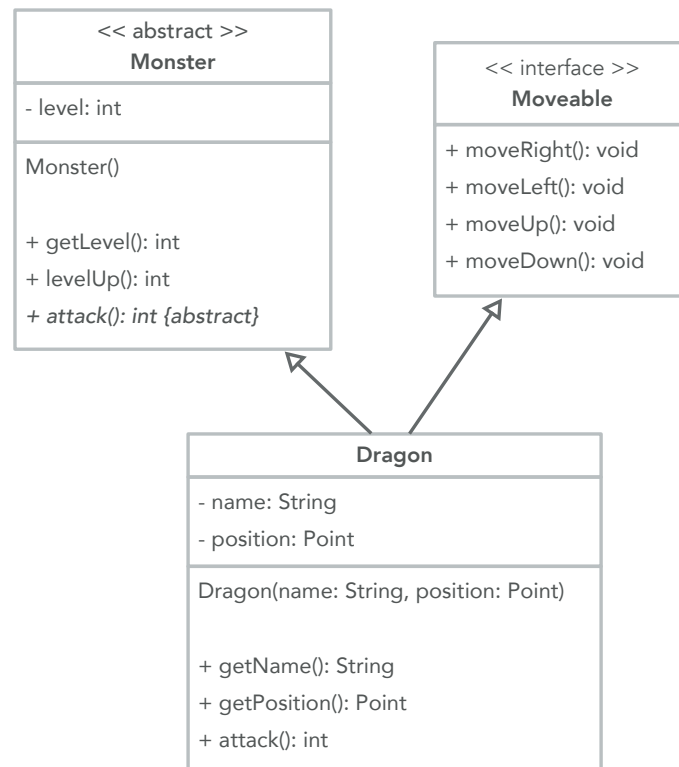 << abstract >>
Monster
- level: int
Monster()
+ getLevel(): int
+ levelUp(): int
+ attack(): int {abstract}
<< interface >>
Moveable
+ moveRight(): void
+ moveLeft(): void
+ moveUp(): void
+ moveDown(): void
Dragon
- name: String
- position: Point
Dragon(name: String, position: Point)
+ getName(): String
+ getPosition(): Point
+ attack(): int